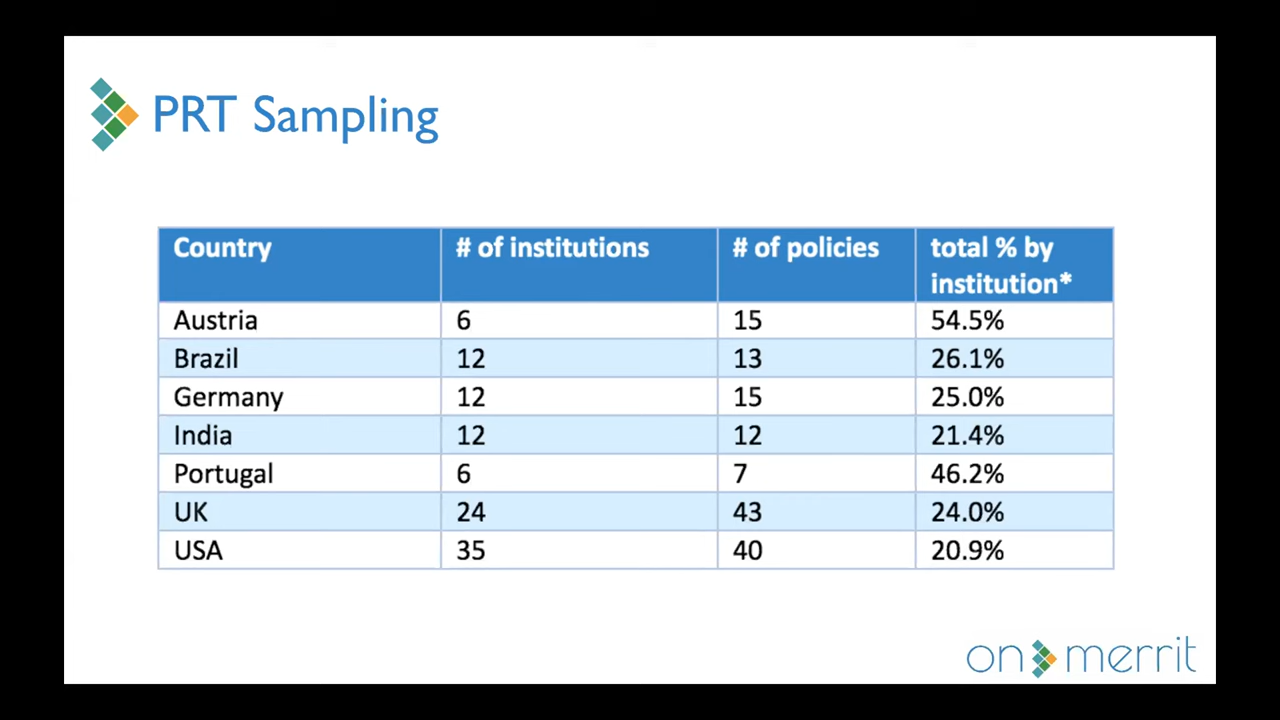 PRT Sampling
Country # of institutions # of policies total % by institution*
Austria 6 15 54.5%
Brazil 12 13 26.1%
Germany 12 15 25.0%
India 12 12 21.4%
Portugal 6 7 46.2%
UK 24 43 24.0%
USA 35 40 20.9%
on merrit